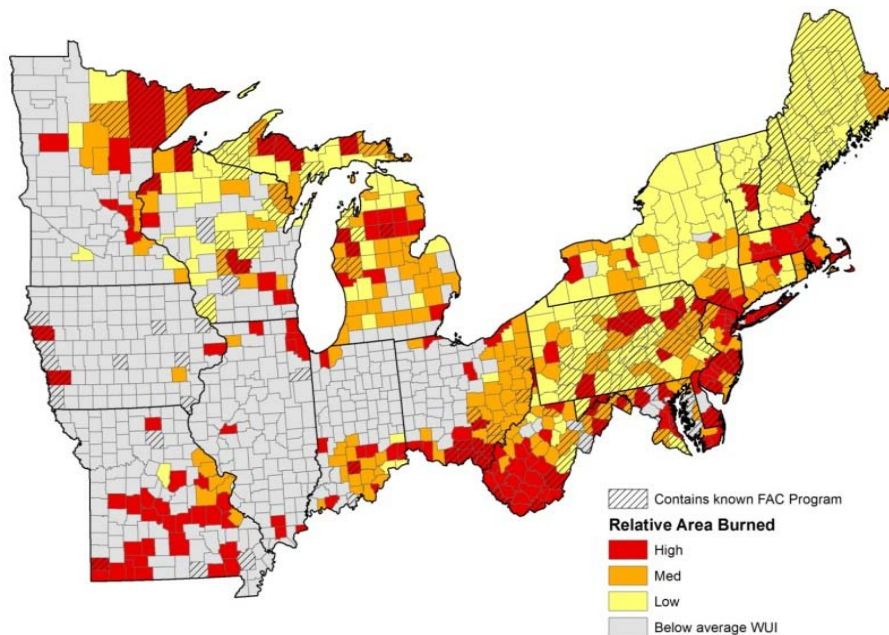 Contains known FAC Program
Relative Area Burned
High
Med
Low
Below average WUI